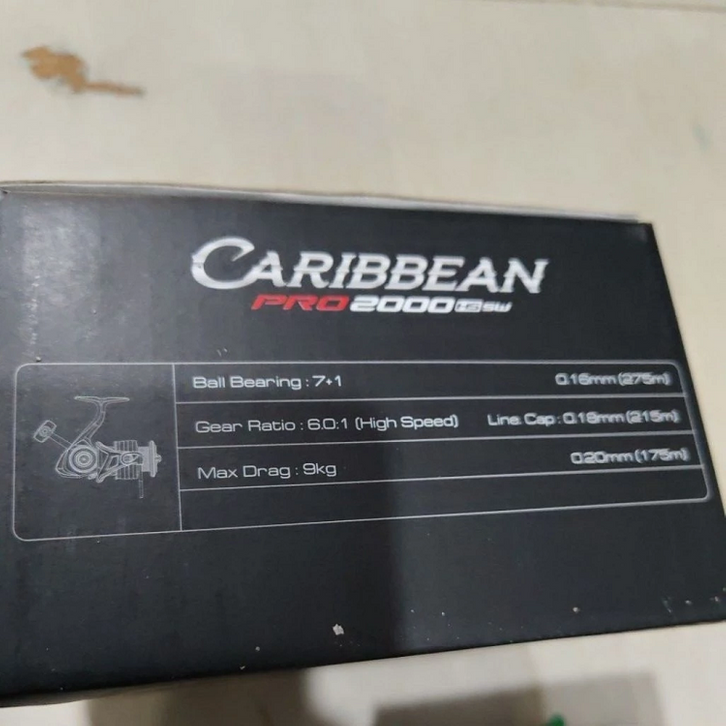 CARIBBEAN
PRO 2000 HG SW
Ball Bearing : 7+1
0.16mm (275m)
Gear Ratio : 6.0:1 (High Speed)
Line. Cap : 0.18mm (215m)
Max Drag : 9kg
0.20mm (175m)